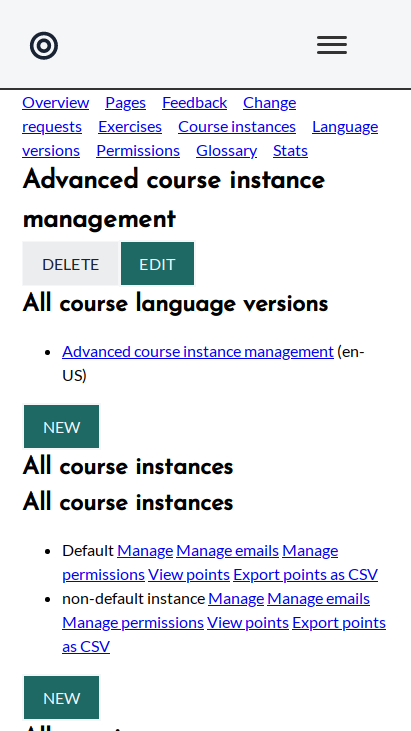 Overview Pages Feedback Change
requests Exercises Course instances Language
versions Permissions Glossary Stats
Advanced course instance
management
DELETE EDIT
All course language versions
Advanced course instance management (en-
US)
NEW
All course instances
All course instances
Default Manage Manage emails Manage
permissions View points Export points as CSV
non-default instance Manage Manage emails
Manage permissions View points Export points
as CSV
NEW